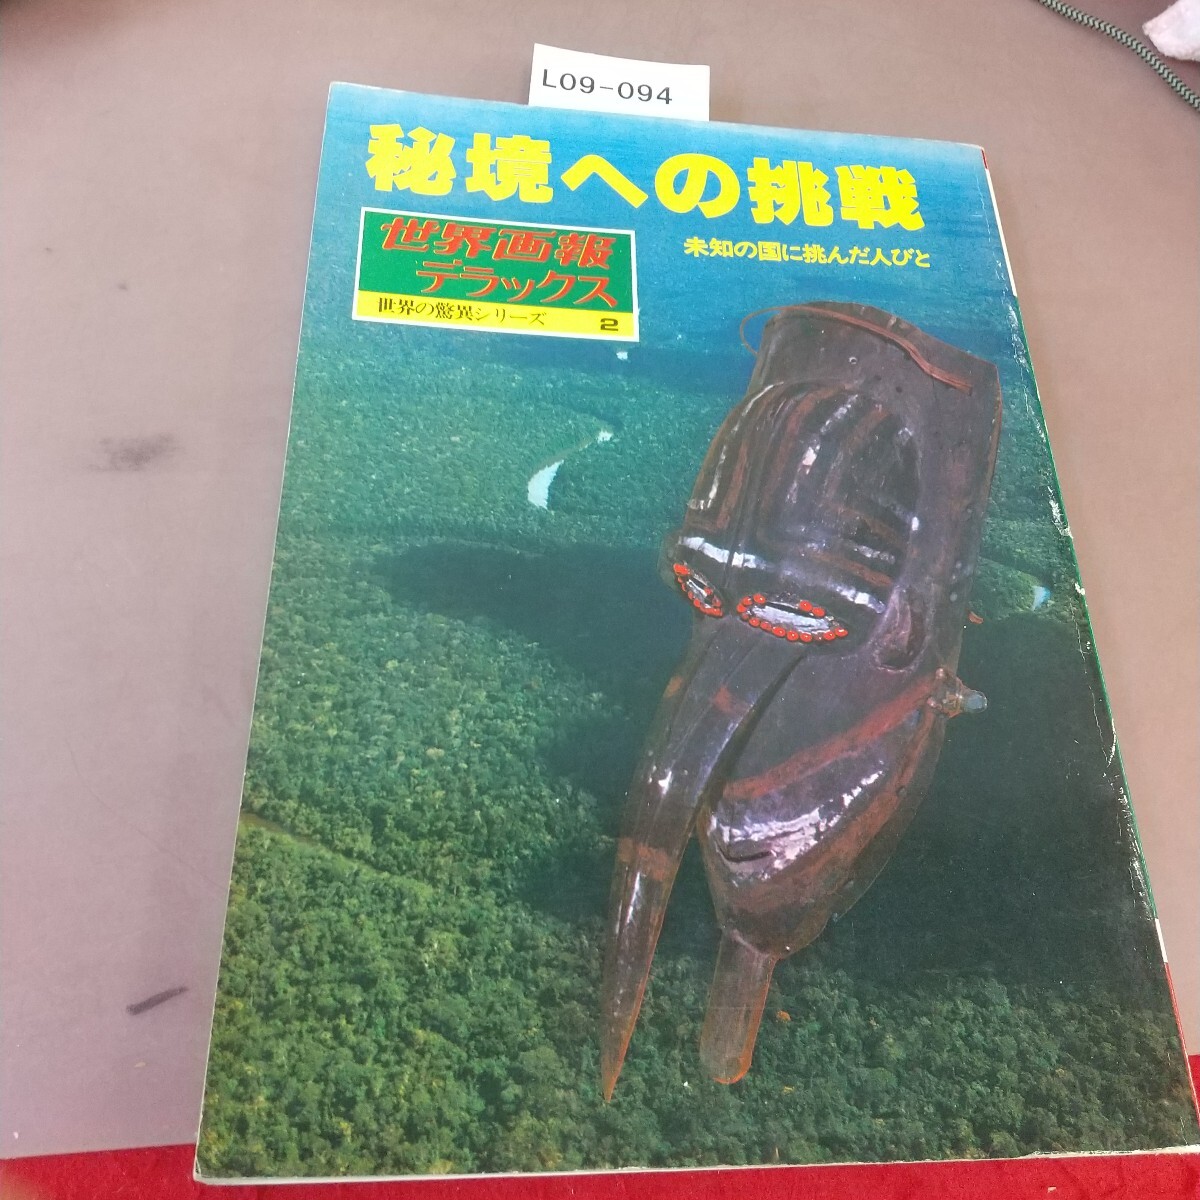 L09-094
秘境への挑戦
未知の国に挑んだ人びと
世界画報
デラックス
世界の驚異シリーズ 2